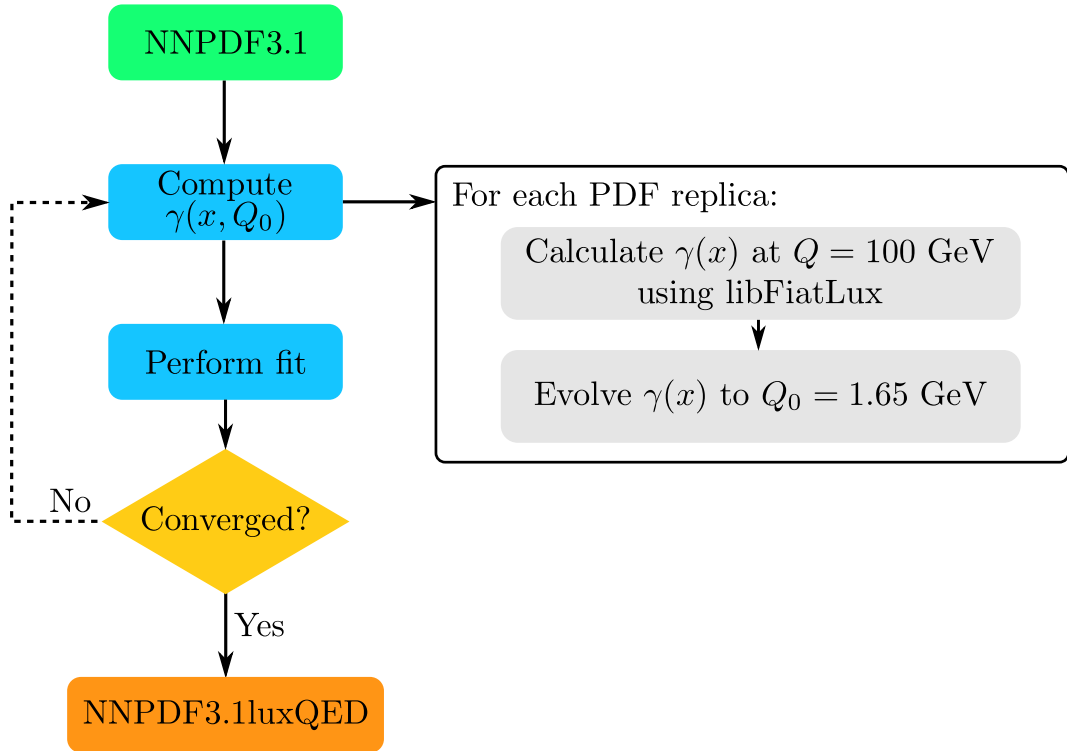 NNPDF3.1
Compute
γ(x, Q₀)
For each PDF replica:
Calculate γ(x) at Q = 100 GeV
using libFiatLux
Evolve γ(x) to Q₀ = 1.65 GeV
Perform fit
No
Converged?
Yes
NNPDF3.1luxQED